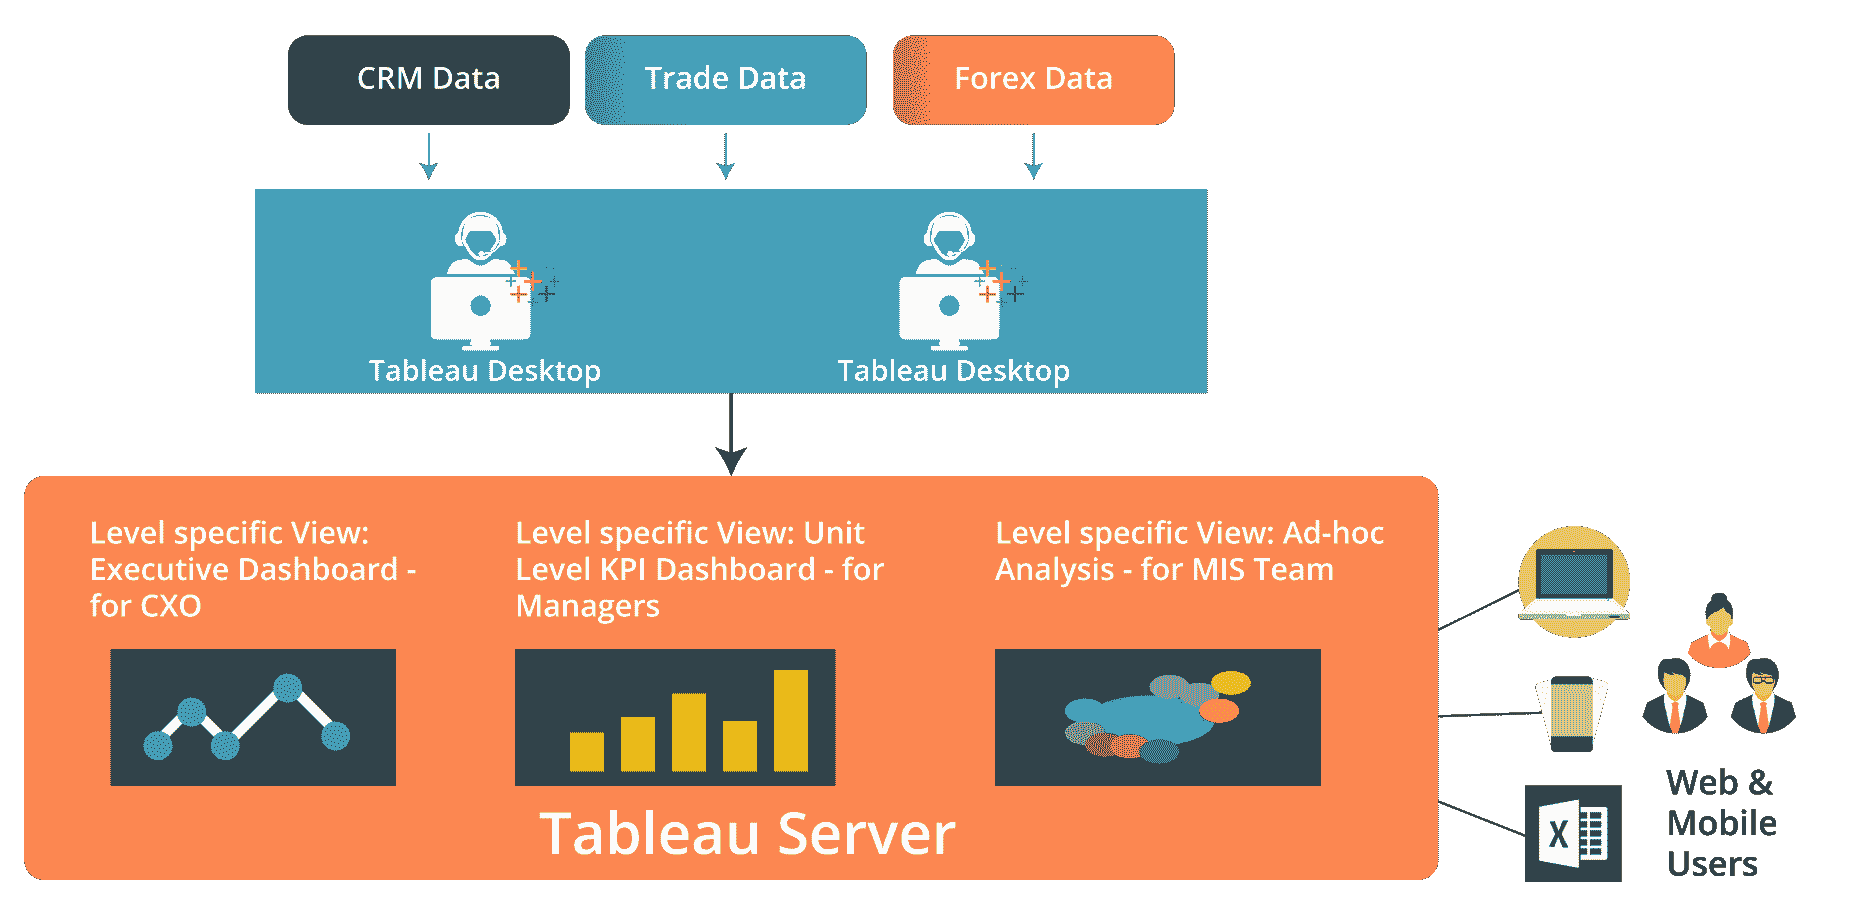 CRM Data
Trade Data
Forex Data
Tableau Desktop
Tableau Desktop
Level specific View:
Executive Dashboard -
for CXO
Level specific View: Unit
Level KPI Dashboard - for
Managers
Level specific View: Ad-hoc
Analysis - for MIS Team
Tableau Server
X
Web &
Mobile
Users